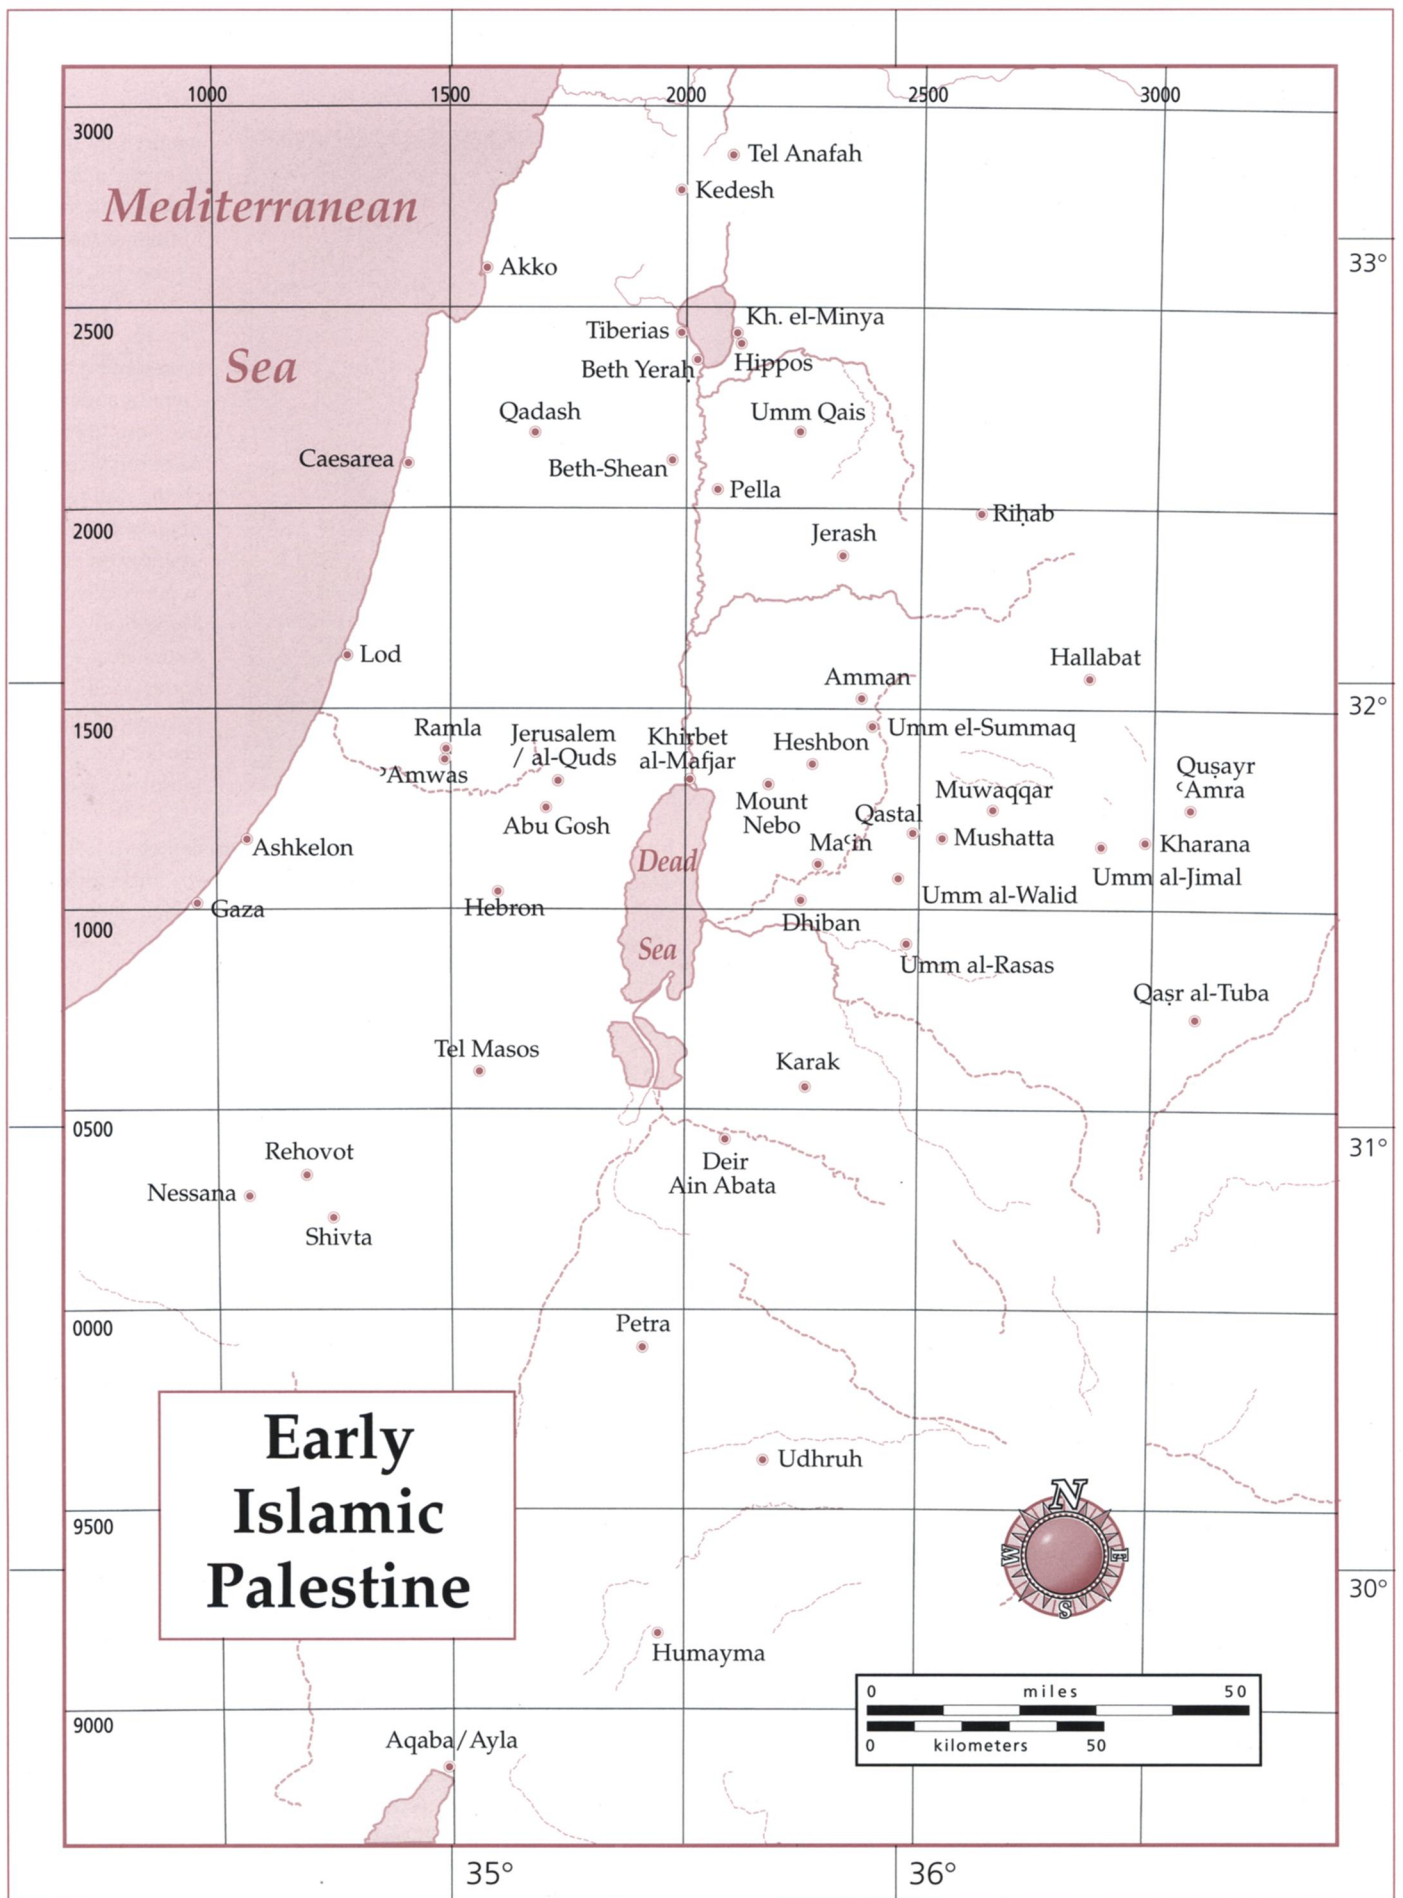 1000 1500 2000 2500 3000
3000
Tel Anafah
Mediterranean
Kedesh
33°
Akko
2500
Kh. el-Minya
Tiberias
Sea
Hippos
Beth Yeraḥ
Qadash
Umm Qais
Caesarea
Beth-Shean
Pella
2000
Riḥab
Jerash
Lod
Hallabat
Amman
32°
1500
Ramla
Umm el-Summaq
Jerusalem
/ al-Quds
Khirbet
al-Mafjar
Heshbon
ʾAmwas
Quṣayr
ʿAmra
Muwaqqar
Mount
Nebo
Qastal
Abu Gosh
Mushatta
Maʿin
Kharana
Ashkelon
Dead
Umm al-Jimal
Umm al-Walid
Hebron
Gaza
Dhiban
1000
Sea
Umm al-Rasas
Qaṣr al-Tuba
Tel Masos
Karak
0500
31°
Rehovot
Deir
Ain Abata
Nessana
Shivta
0000
Petra
Early
Islamic
Palestine
Udhruh
N
9500
W E
S
30°
Humayma
0 miles 50
0 kilometers 50
9000
Aqaba/Ayla
35° 36°